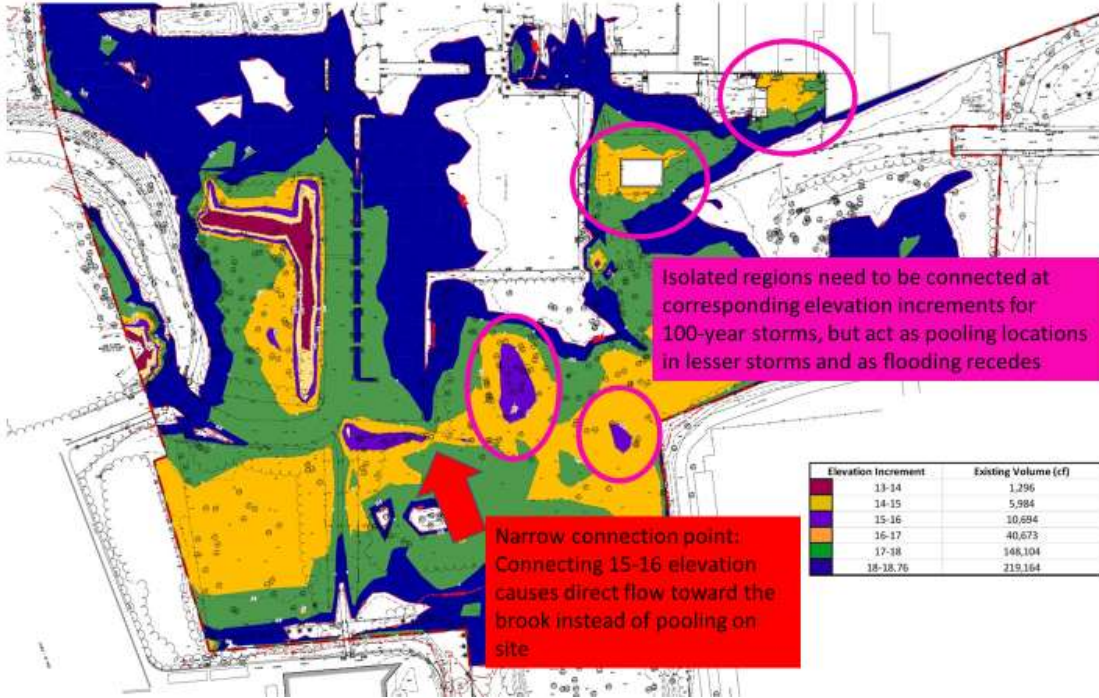 Isolated regions need to be connected at
corresponding elevation increments for
100-year storms, but act as pooling locations
in lesser storms and as flooding recedes
Elevation Increment Existing Volume (cf)
13-14 1,296
14-15 5,984
15-16 10,694
16-17 40,673
17-18 148,104
18-18.76 219,164
Narrow connection point:
Connecting 15-16 elevation
causes direct flow toward the
brook instead of pooling on
site